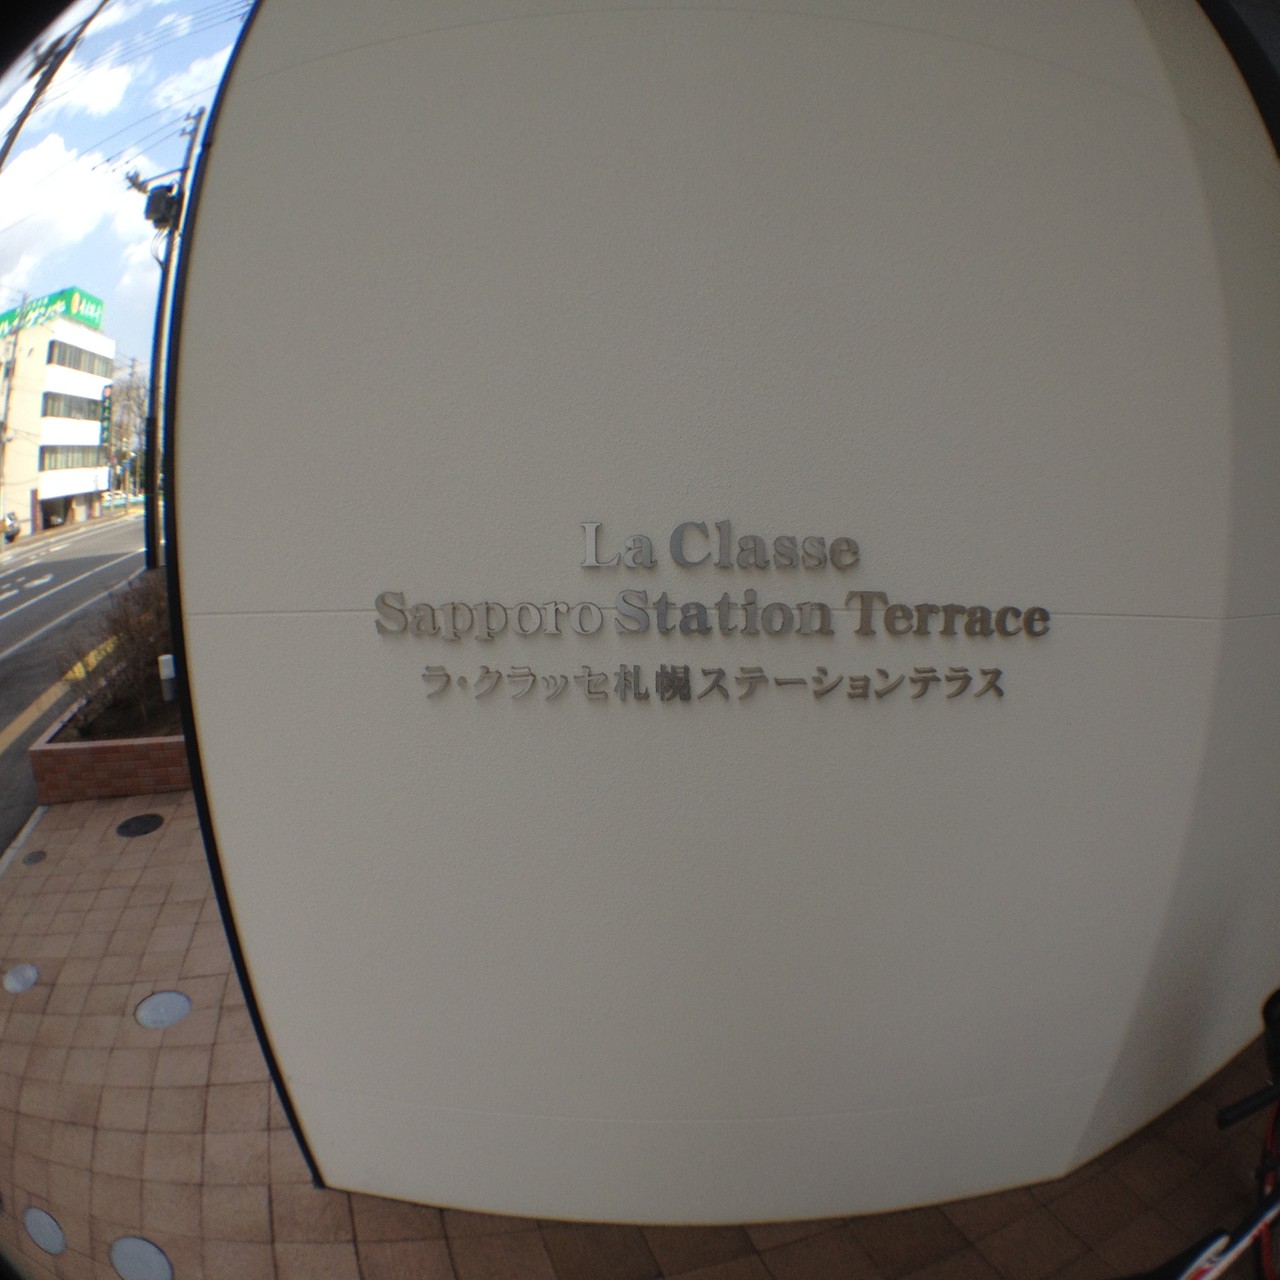 La Classe
Sapporo Station Terrace
ラ・クラッセ札幌ステーションテラス